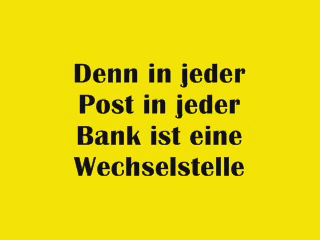 Denn in jeder
Post in jeder
Bank ist eine
Wechselstelle